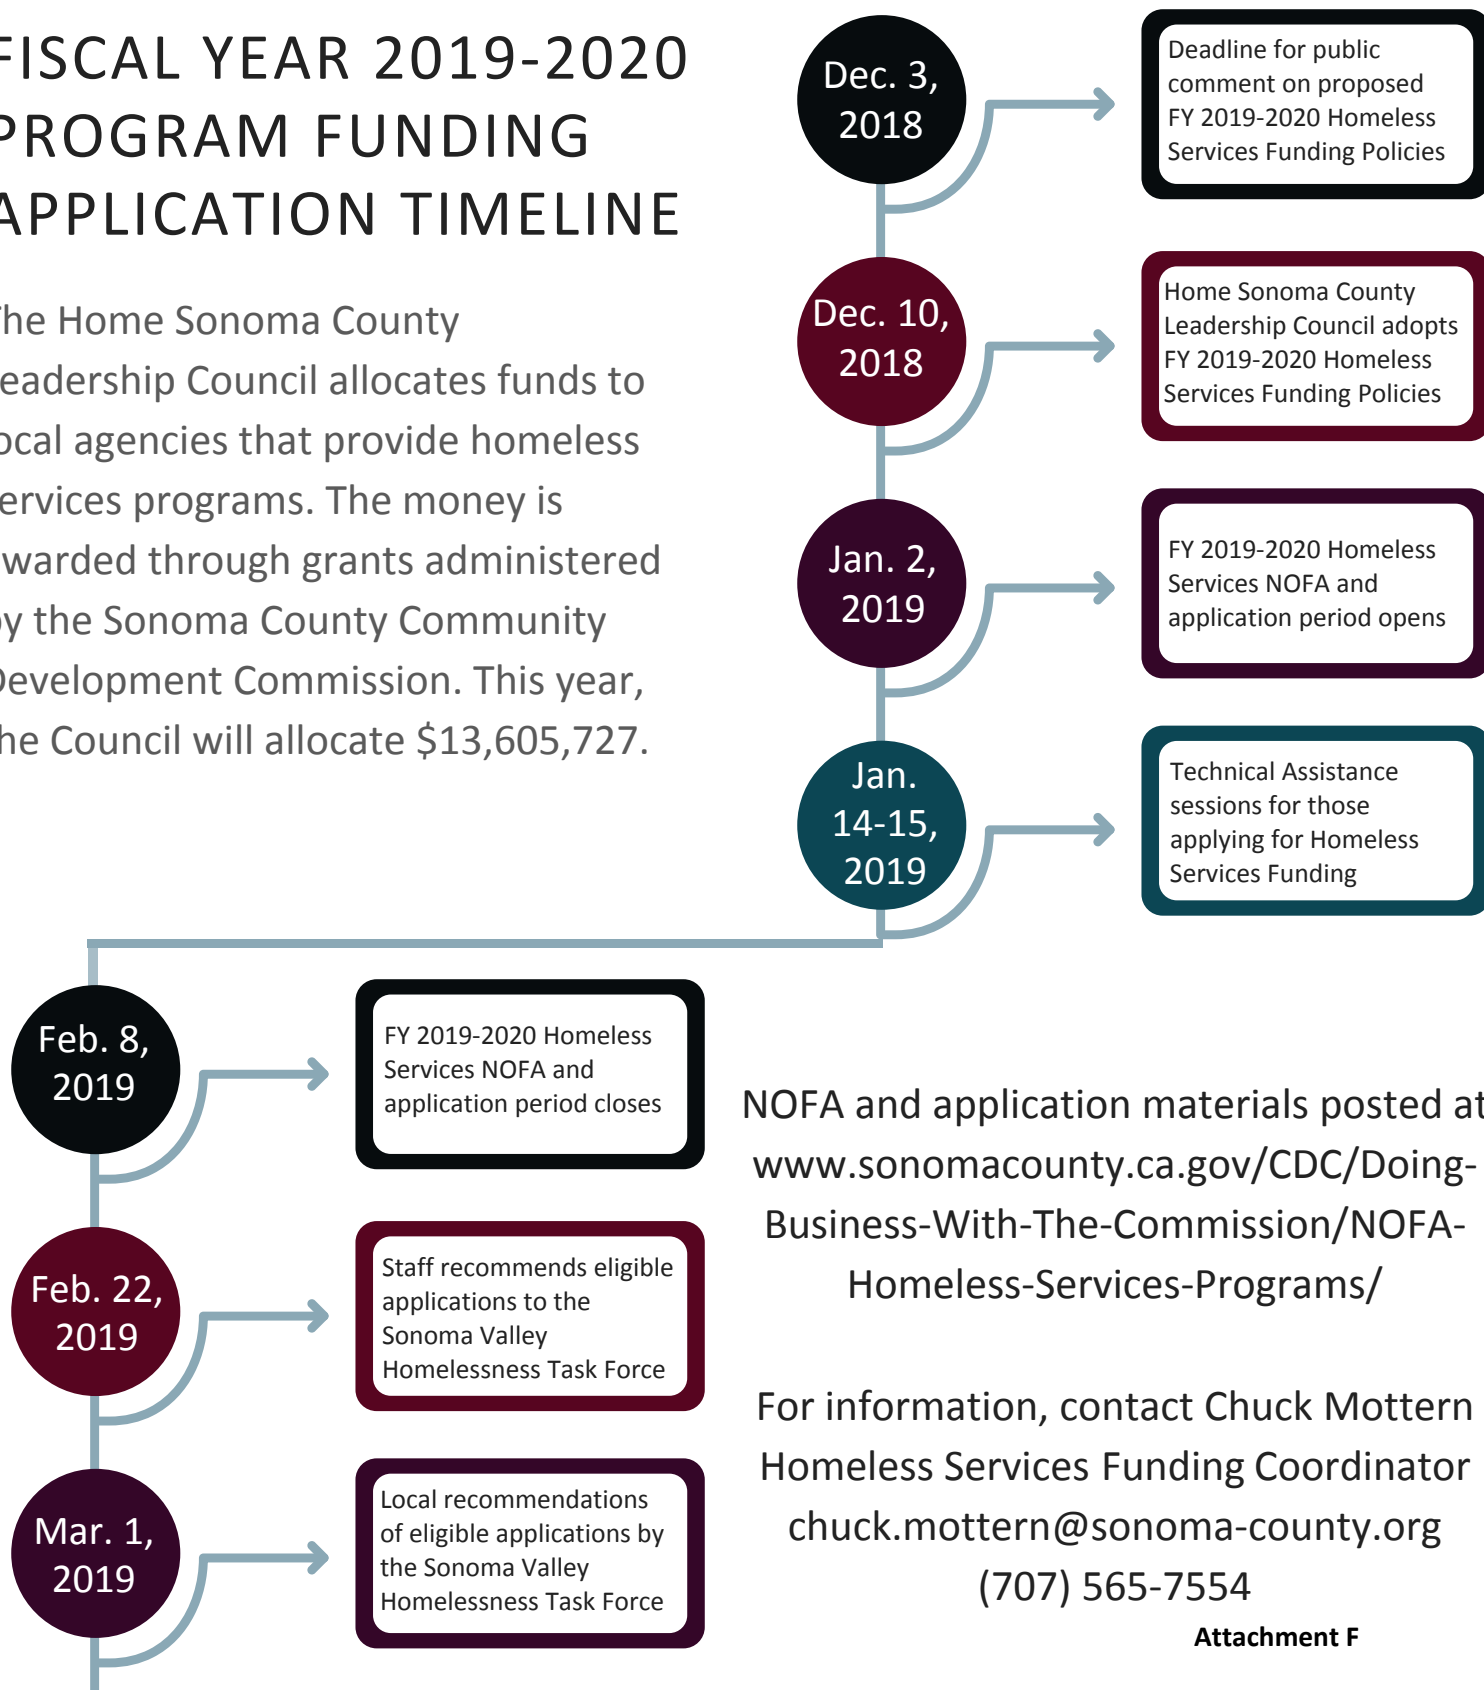 FISCAL YEAR 2019-2020
PROGRAM FUNDING
APPLICATION TIMELINE
The Home Sonoma County
Leadership Council allocates funds to
local agencies that provide homeless
services programs. The money is
awarded through grants administered
by the Sonoma County Community
Development Commission. This year,
the Council will allocate $13,605,727.
Dec. 3,
2018
Deadline for public
comment on proposed
FY 2019-2020 Homeless
Services Funding Policies
Dec. 10,
2018
Home Sonoma County
Leadership Council adopts
FY 2019-2020 Homeless
Services Funding Policies
Jan. 2,
2019
FY 2019-2020 Homeless
Services NOFA and
application period opens
Jan.
14-15,
2019
Technical Assistance
sessions for those
applying for Homeless
Services Funding
Feb. 8,
2019
FY 2019-2020 Homeless
Services NOFA and
application period closes
Feb. 22,
2019
Staff recommends eligible
applications to the
Sonoma Valley
Homelessness Task Force
Mar. 1,
2019
Local recommendations
of eligible applications by
the Sonoma Valley
Homelessness Task Force
NOFA and application materials posted at
www.sonomacounty.ca.gov/CDC/Doing-
Business-With-The-Commission/NOFA-
Homeless-Services-Programs/
For information, contact Chuck Mottern
Homeless Services Funding Coordinator
chuck.mottern@sonoma-county.org
(707) 565-7554
Attachment F